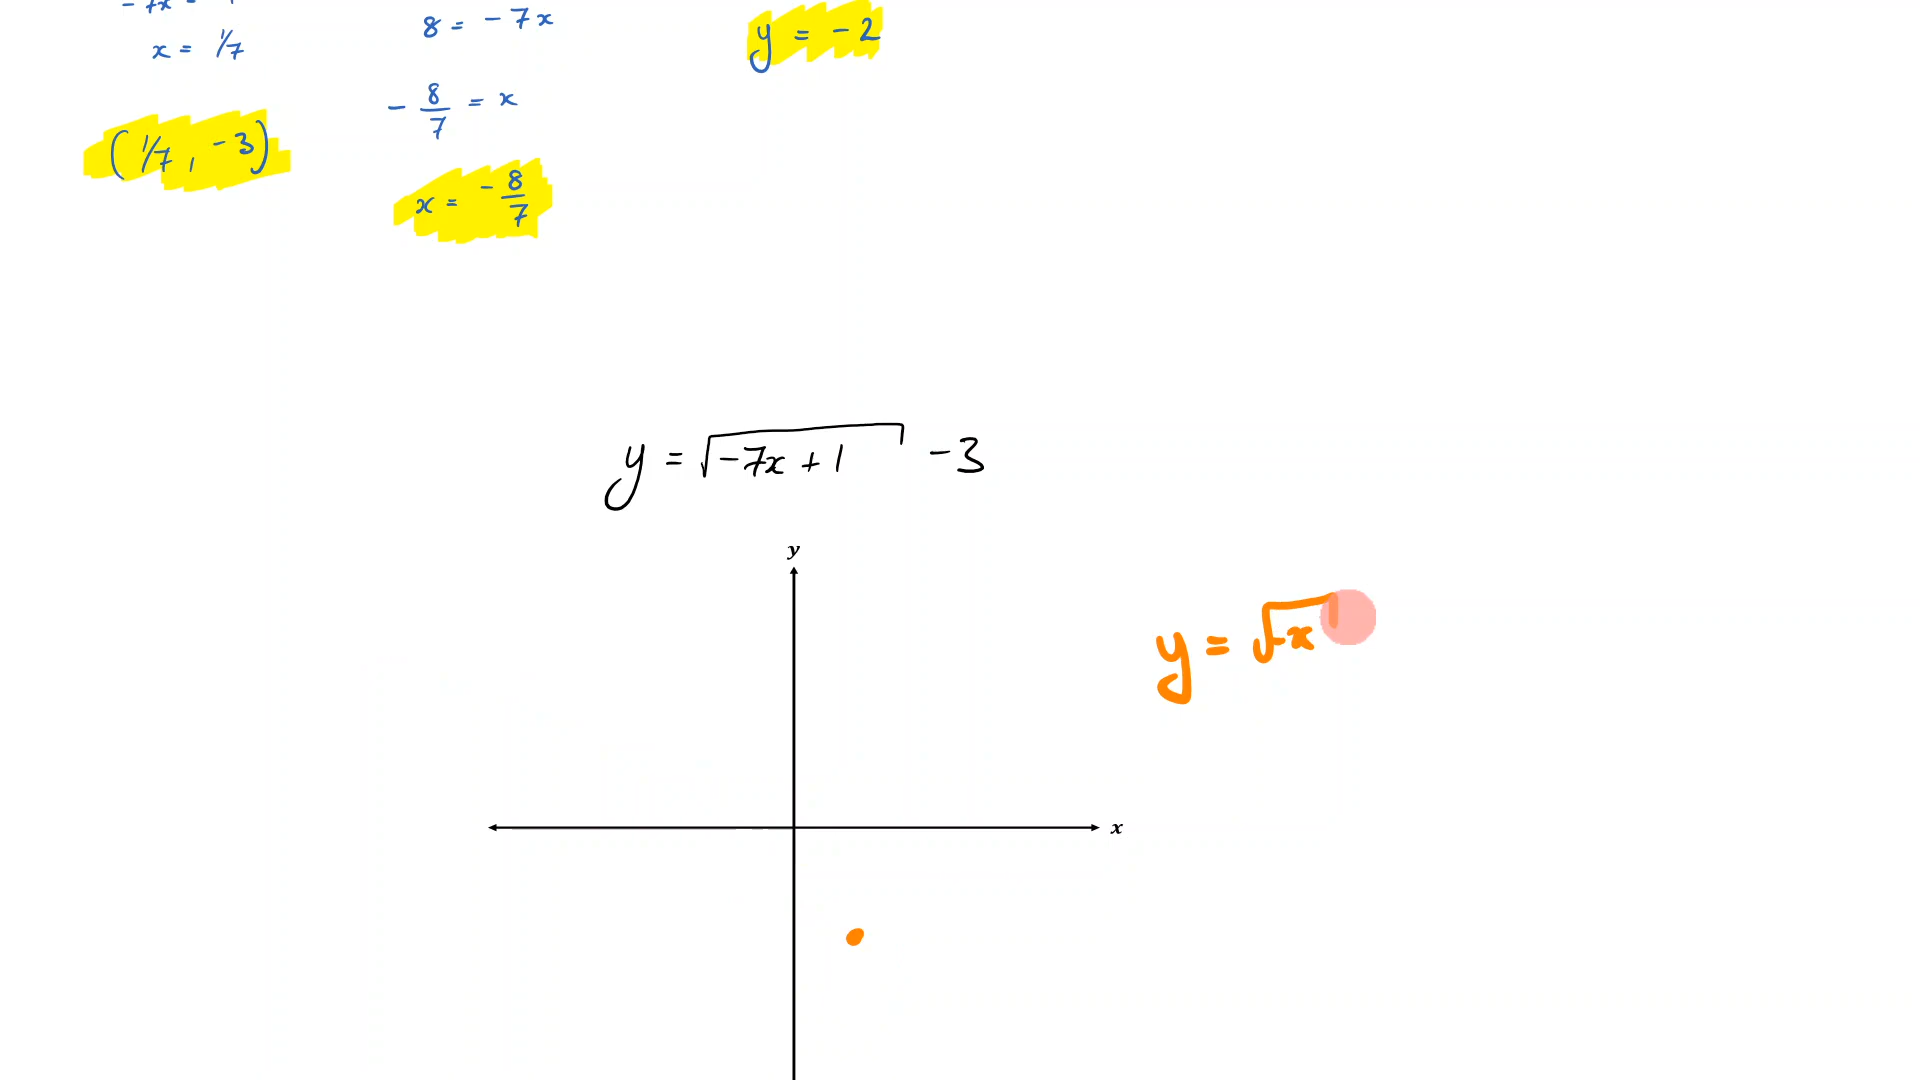 x = 1/7
(1/7, -3)
8 = -7x
-8/7 = x
x = -8/7
y = -2
y = √(-7x + 1) - 3
y
y = √(-x)
x